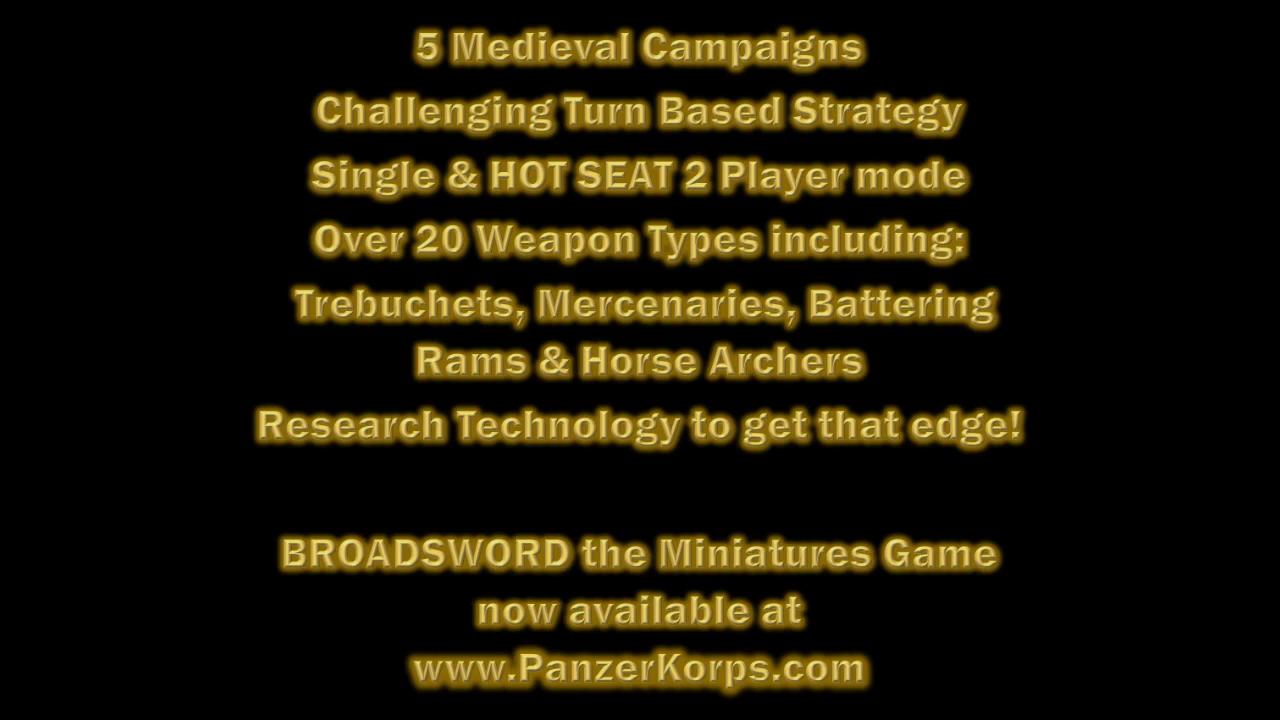 5 Medieval Campaigns
Challenging Turn Based Strategy
Single & HOT SEAT 2 Player mode
Over 20 Weapon Types including:
Trebuchets, Mercenaries, Battering
Rams & Horse Archers
Research Technology to get that edge!
BROADSWORD the Miniatures Game
now available at
www.PanzerKorps.com